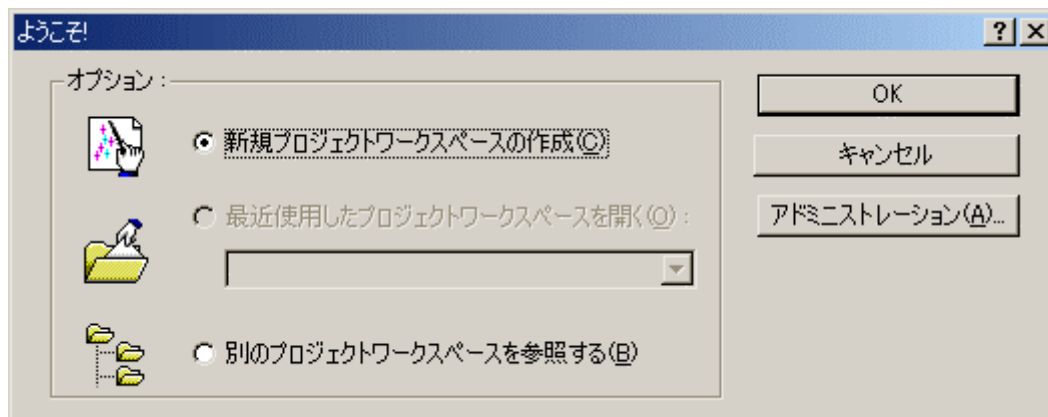 ようこそ!
オプション :
新規プロジェクトワークスペースの作成(C)
最近使用したプロジェクトワークスペースを開く(O) :
別のプロジェクトワークスペースを参照する(B)
OK
キャンセル
アドミニストレーション(A)...